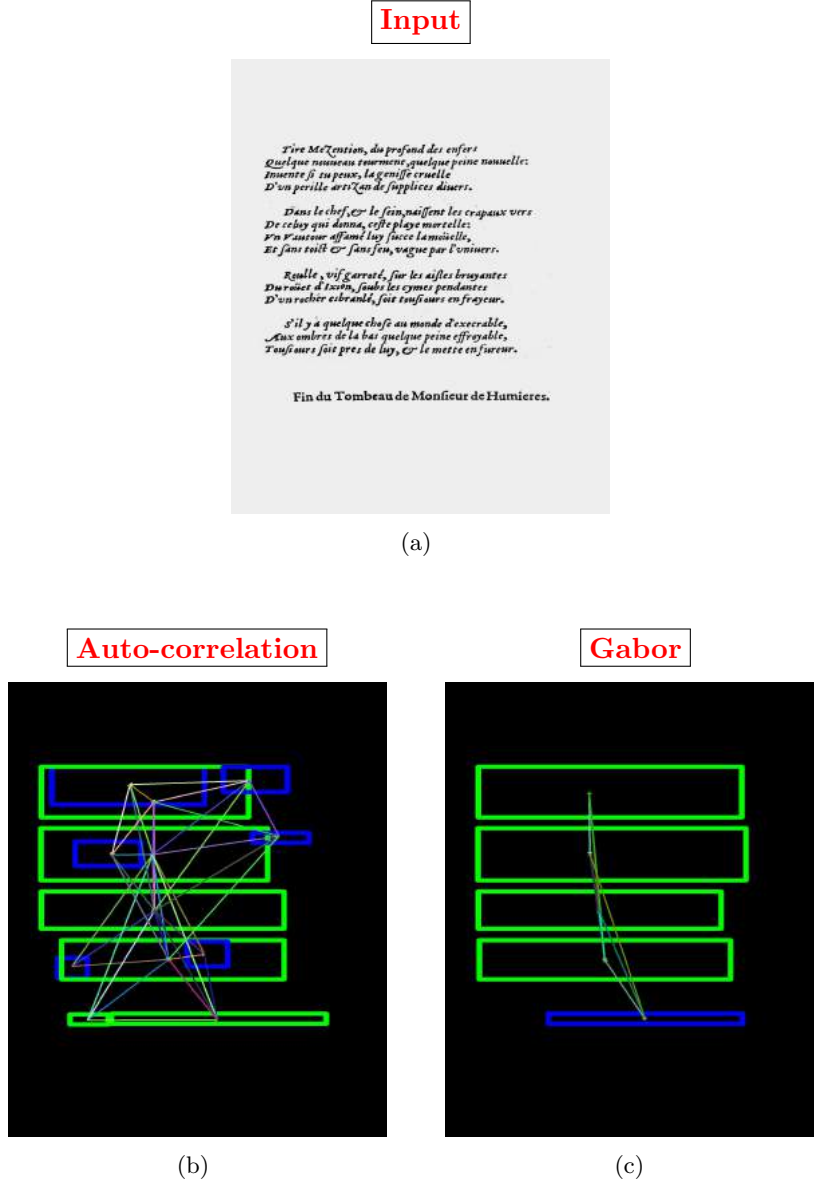 Input
Tire MeZention, du profond des enfers
Quelque nouueau tourment, quelque peine nouuelle:
Inuente ſi tu peux, la geniſſe cruelle
D'vn perille artiZan de ſupplices diuers.
Dans le chef, & le ſein, naiſſent les crapaux vers
De celuy qui donna, ceſte playe mortelle:
Vn Vautour affamé luy ſucce la moüelle,
Et ſans toict & ſans feu, vague par l'vniuers.
Roulle, vif garroté, ſur les aiſles bruyantes
Du roüet d'Ixion, ſoubs les cymes pendantes
D'vn rocher esbranlé, ſoit touſiours en frayeur.
S'il y à quelque choſe au monde d'execrable,
Aux ombres de la bas quelque peine effroyable,
Touſiours ſoit pres de luy, & le mette en fureur.
Fin du Tombeau de Monſieur de Humieres.
(a)
Auto-correlation
Gabor
(b)
(c)